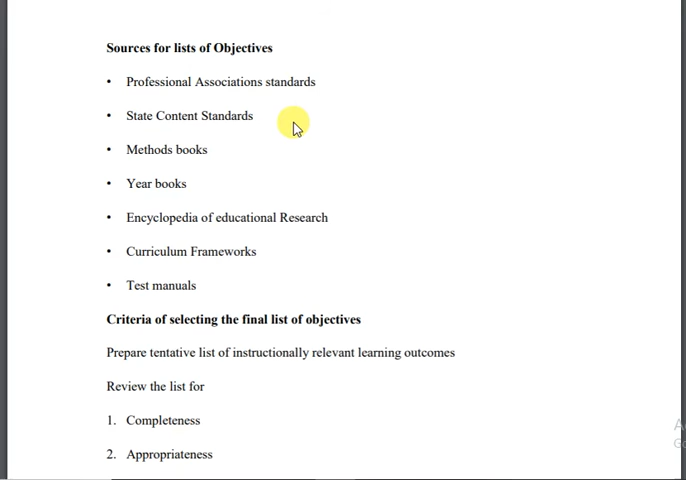 Sources for lists of Objectives
• Professional Associations standards
• State Content Standards
• Methods books
• Year books
• Encyclopedia of educational Research
• Curriculum Frameworks
• Test manuals
Criteria of selecting the final list of objectives
Prepare tentative list of instructionally relevant learning outcomes
Review the list for
1. Completeness
2. Appropriateness